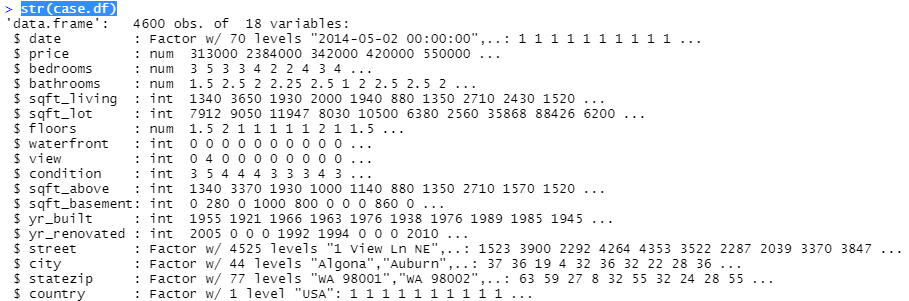 > str(case.df)
'data.frame':   4600 obs. of  18 variables:
 $ date         : Factor w/ 70 levels "2014-05-02 00:00:00",..: 1 1 1 1 1 1 1 1 1 1 ...
 $ price        : num  313000 2384000 342000 420000 550000 ...
 $ bedrooms     : num  3 5 3 3 4 2 2 4 3 4 ...
 $ bathrooms    : num  1.5 2.5 2 2.25 2.5 1 2 2.5 2.5 2 ...
 $ sqft_living  : int  1340 3650 1930 2000 1940 880 1350 2710 2430 1520 ...
 $ sqft_lot     : int  7912 9050 11947 8030 10500 6380 2560 35868 88426 6200 ...
 $ floors       : num  1.5 2 1 1 1 1 1 2 1 1.5 ...
 $ waterfront   : int  0 0 0 0 0 0 0 0 0 0 ...
 $ view         : int  0 4 0 0 0 0 0 0 0 0 ...
 $ condition    : int  3 5 4 4 4 3 3 3 4 3 ...
 $ sqft_above   : int  1340 3370 1930 1000 1140 880 1350 2710 1570 1520 ...
 $ sqft_basement: int  0 280 0 1000 800 0 0 0 860 0 ...
 $ yr_built     : int  1955 1921 1966 1963 1976 1938 1976 1989 1985 1945 ...
 $ yr_renovated : int  2005 0 0 0 1992 1994 0 0 0 2010 ...
 $ street       : Factor w/ 4525 levels "1 View Ln NE",..: 1523 3900 2292 4264 4353 3522 2287 2039 3370 3847 ...
 $ city         : Factor w/ 44 levels "Algona","Auburn",..: 37 36 19 4 32 36 32 22 28 36 ...
 $ statezip     : Factor w/ 77 levels "WA 98001","WA 98002",..: 63 59 27 8 32 55 32 24 28 55 ...
 $ country      : Factor w/ 1 level "USA": 1 1 1 1 1 1 1 1 1 1 ...